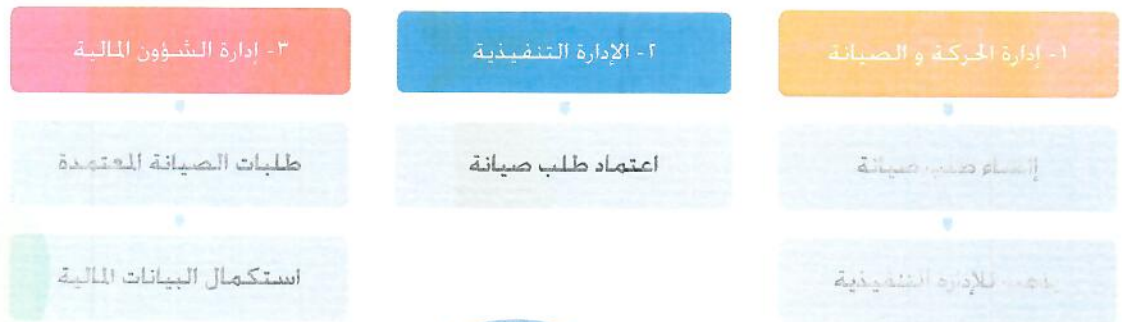 ١- إدارة الحركة و الصيانة
إنشاء طلب صيانة
للإدارة التنفيذية
٢- الإدارة التنفيذية
اعتماد طلب صيانة
٣- إدارة الشؤون المالية
طلبات الصيانة المعتمدة
استكمال البيانات المالية